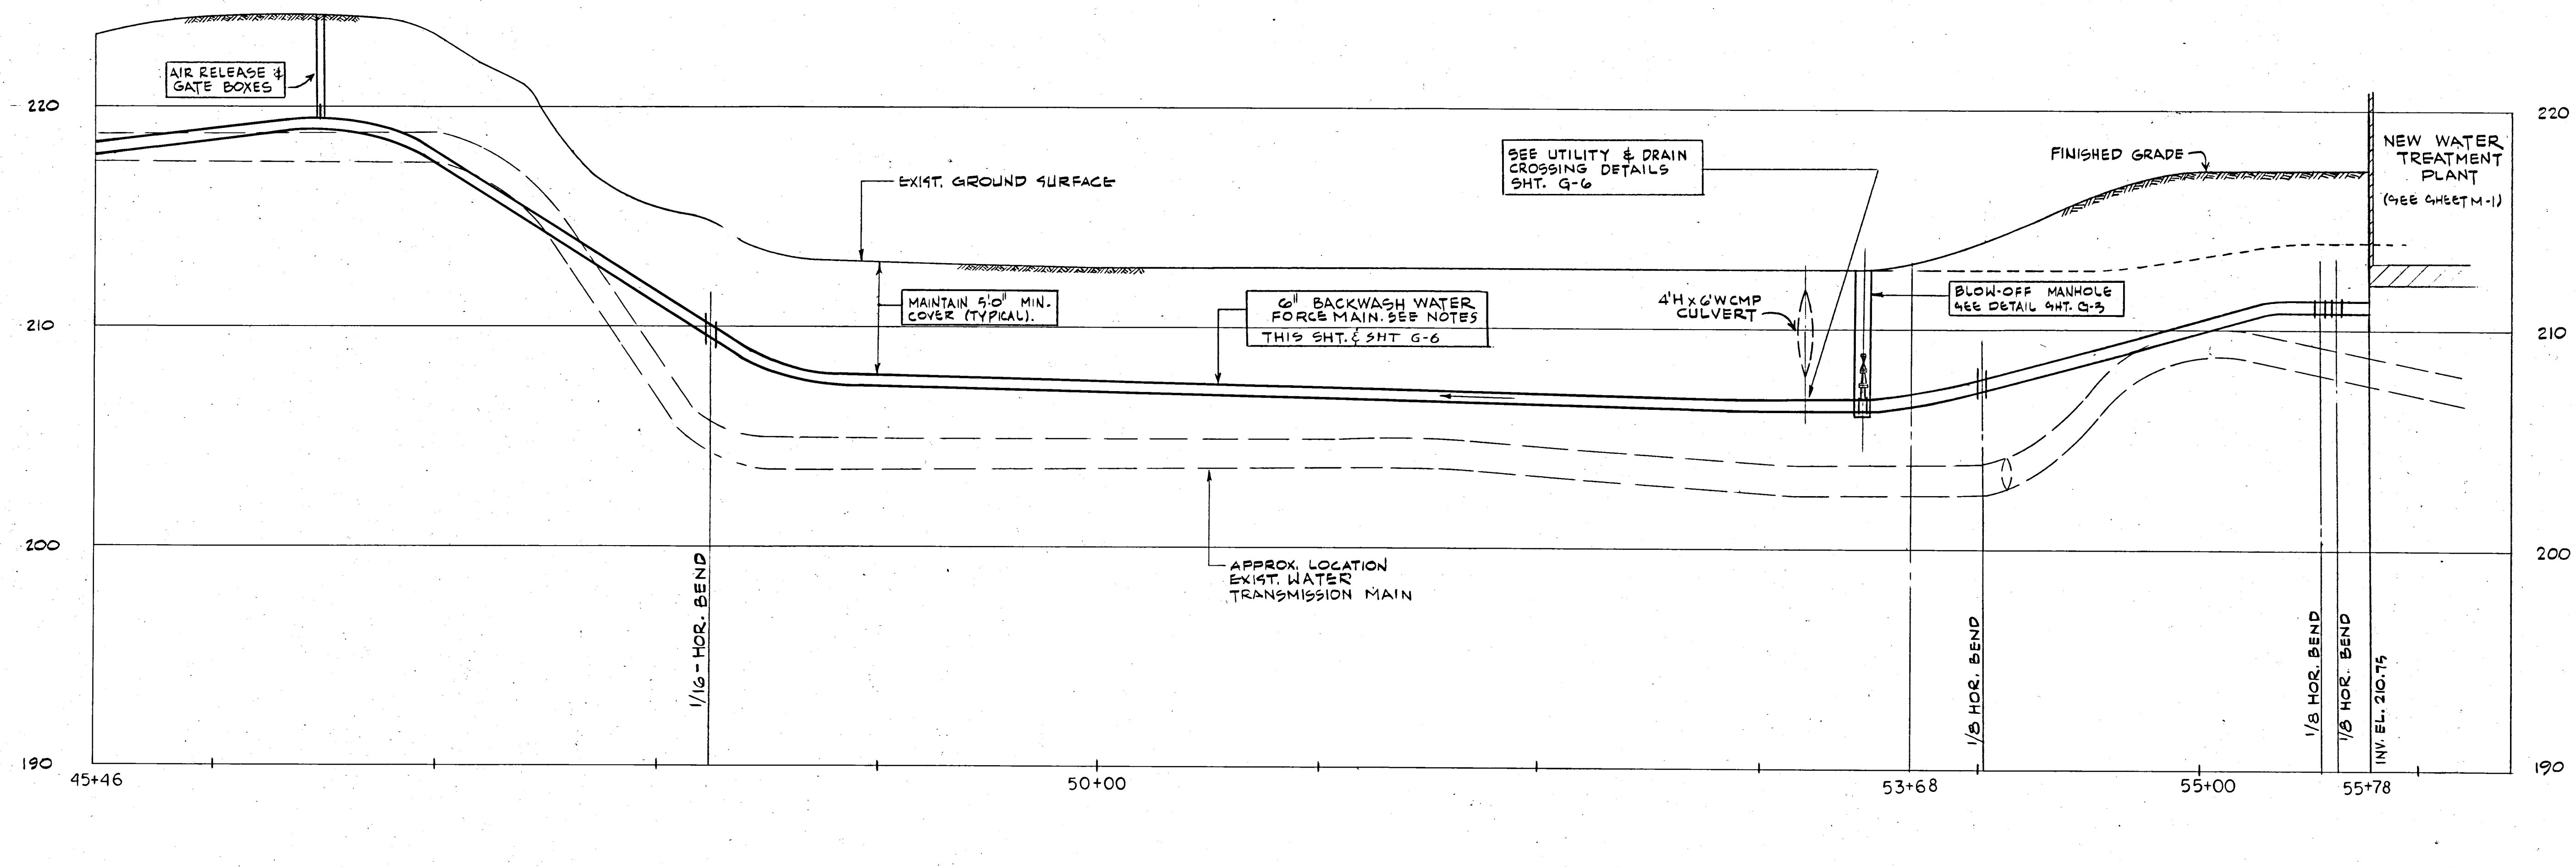 AIR RELEASE &
GATE BOXES
220
220
NEW WATER
TREATMENT
PLANT
(SEE SHEET M-1)
SEE UTILITY & DRAIN
CROSSING DETAILS
SHT. G-6
FINISHED GRADE
EXIST. GROUND SURFACE
MAINTAIN 5'0" MIN.
COVER (TYPICAL).
6" BACKWASH WATER
FORCE MAIN. SEE NOTES
THIS SHT. & SHT G-6
4'H x 6'W CMP
CULVERT
BLOW-OFF MANHOLE
SEE DETAIL SHT. G-3
210
210
200
200
APPROX. LOCATION
EXIST. WATER
TRANSMISSION MAIN
1/16 - HOR. BEND
1/8 HOR. BEND
1/8 HOR. BEND
1/8 HOR. BEND
INV. EL. 210.75
190
190
45+46
50+00
53+68
55+00
55+78